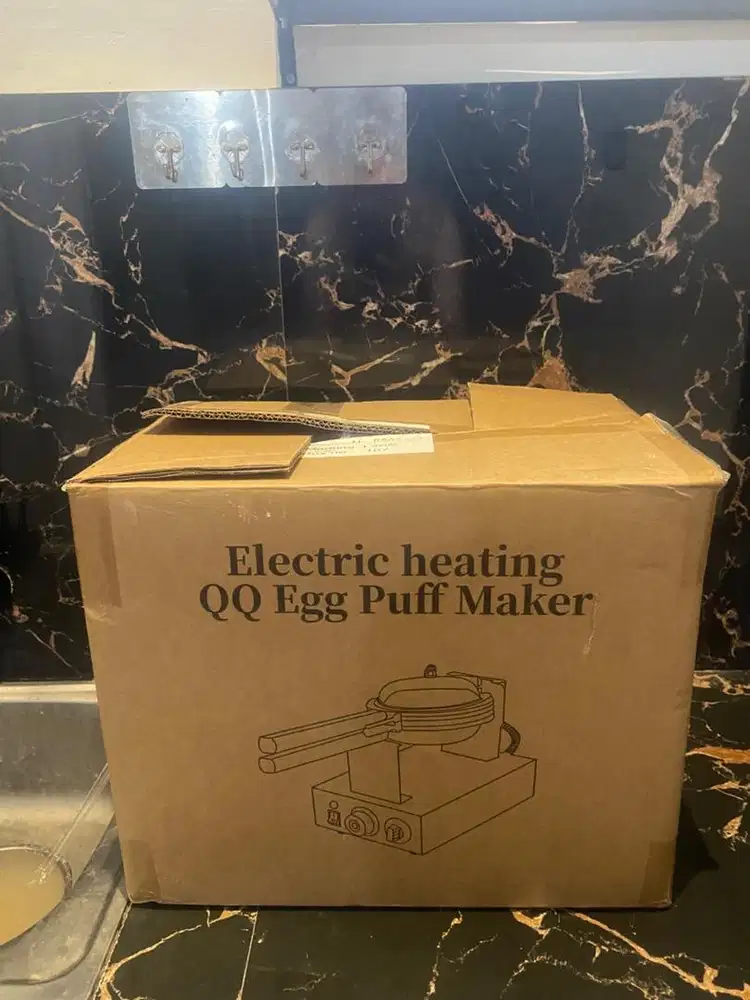 Electric heating
QQ Egg Puff Maker